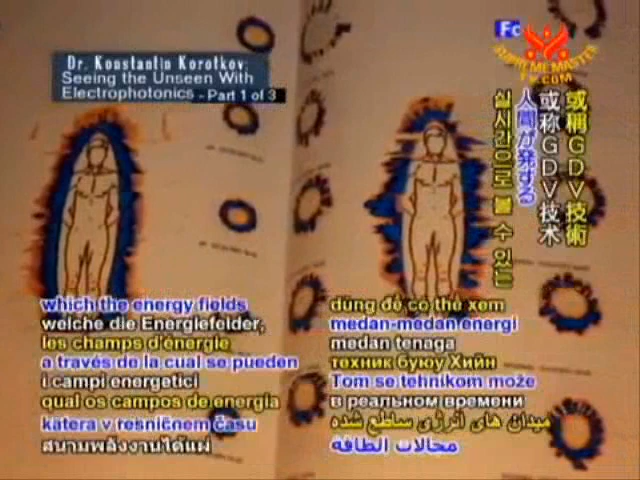 Dr. Konstantin Korotkov:
Seeing the Unseen With
Electrophotonics - Part 1 of 3
Fo
SUPREME MASTER
TV.COM
或稱GDV技術
或称GDV技术
人間が発する
실시간으로 볼 수 있는
which the energy fields
welche die Energiefelder,
les champs d'énergie
a través de la cual se pueden
i campi energetici
qual os campos de energia
katera v resničnem času
สนามพลังงานได้แผ่
dùng để có thể xem
medan-medan energi
medan tenaga
техник буюу Хийн
Tom se tehnikom može
в реальном времени
میدان های انرژی ساطع شده
مجالات الطاقة